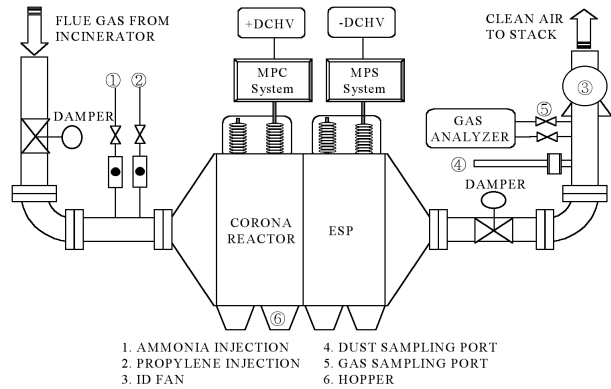 FLUE GAS FROM
INCINERATOR
+DCHV
-DCHV
CLEAN AIR
TO STACK
MPC
System
MPS
System
① ②
③
DAMPER
⑤
GAS
ANALYZER
④
DAMPER
CORONA
REACTOR
ESP
⑥
1. AMMONIA INJECTION
2. PROPYLENE INJECTION
3. ID FAN
4. DUST SAMPLING PORT
5. GAS SAMPLING PORT
6. HOPPER